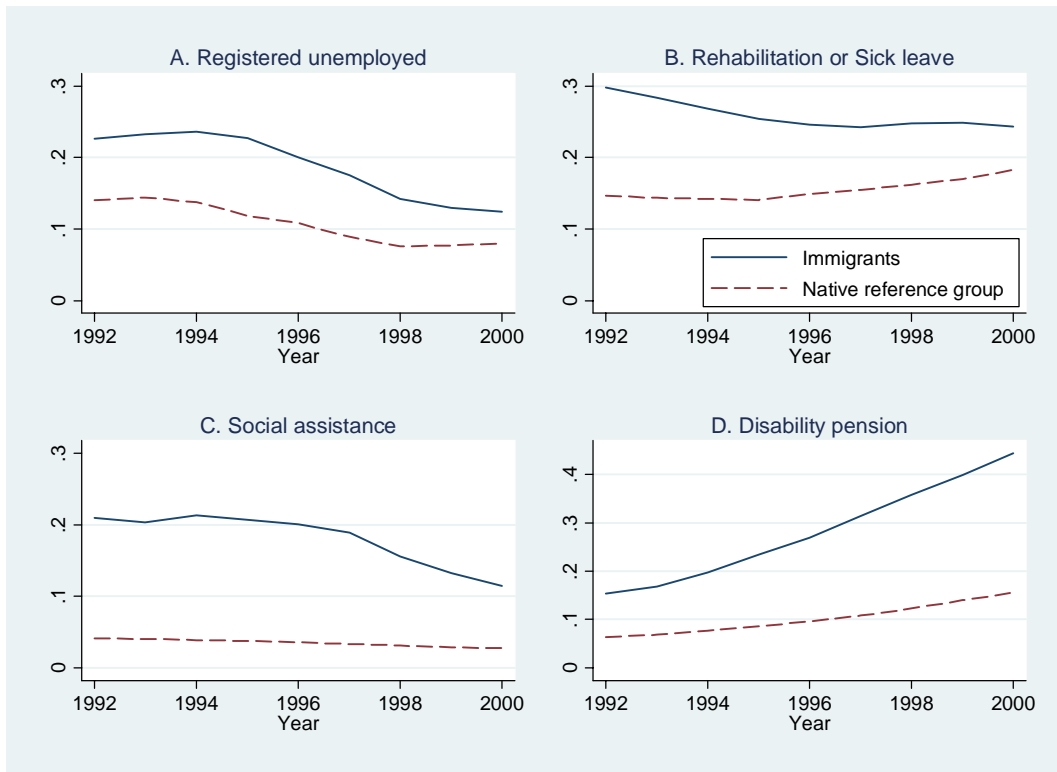 A. Registered unemployed
.3
.2
.1
0
1992 1994 1996 1998 2000
Year
B. Rehabilitation or Sick leave
.3
.2
.1
0
Immigrants
Native reference group
1992 1994 1996 1998 2000
Year
C. Social assistance
.3
.2
.1
0
1992 1994 1996 1998 2000
Year
D. Disability pension
.4
.3
.2
.1
0
1992 1994 1996 1998 2000
Year